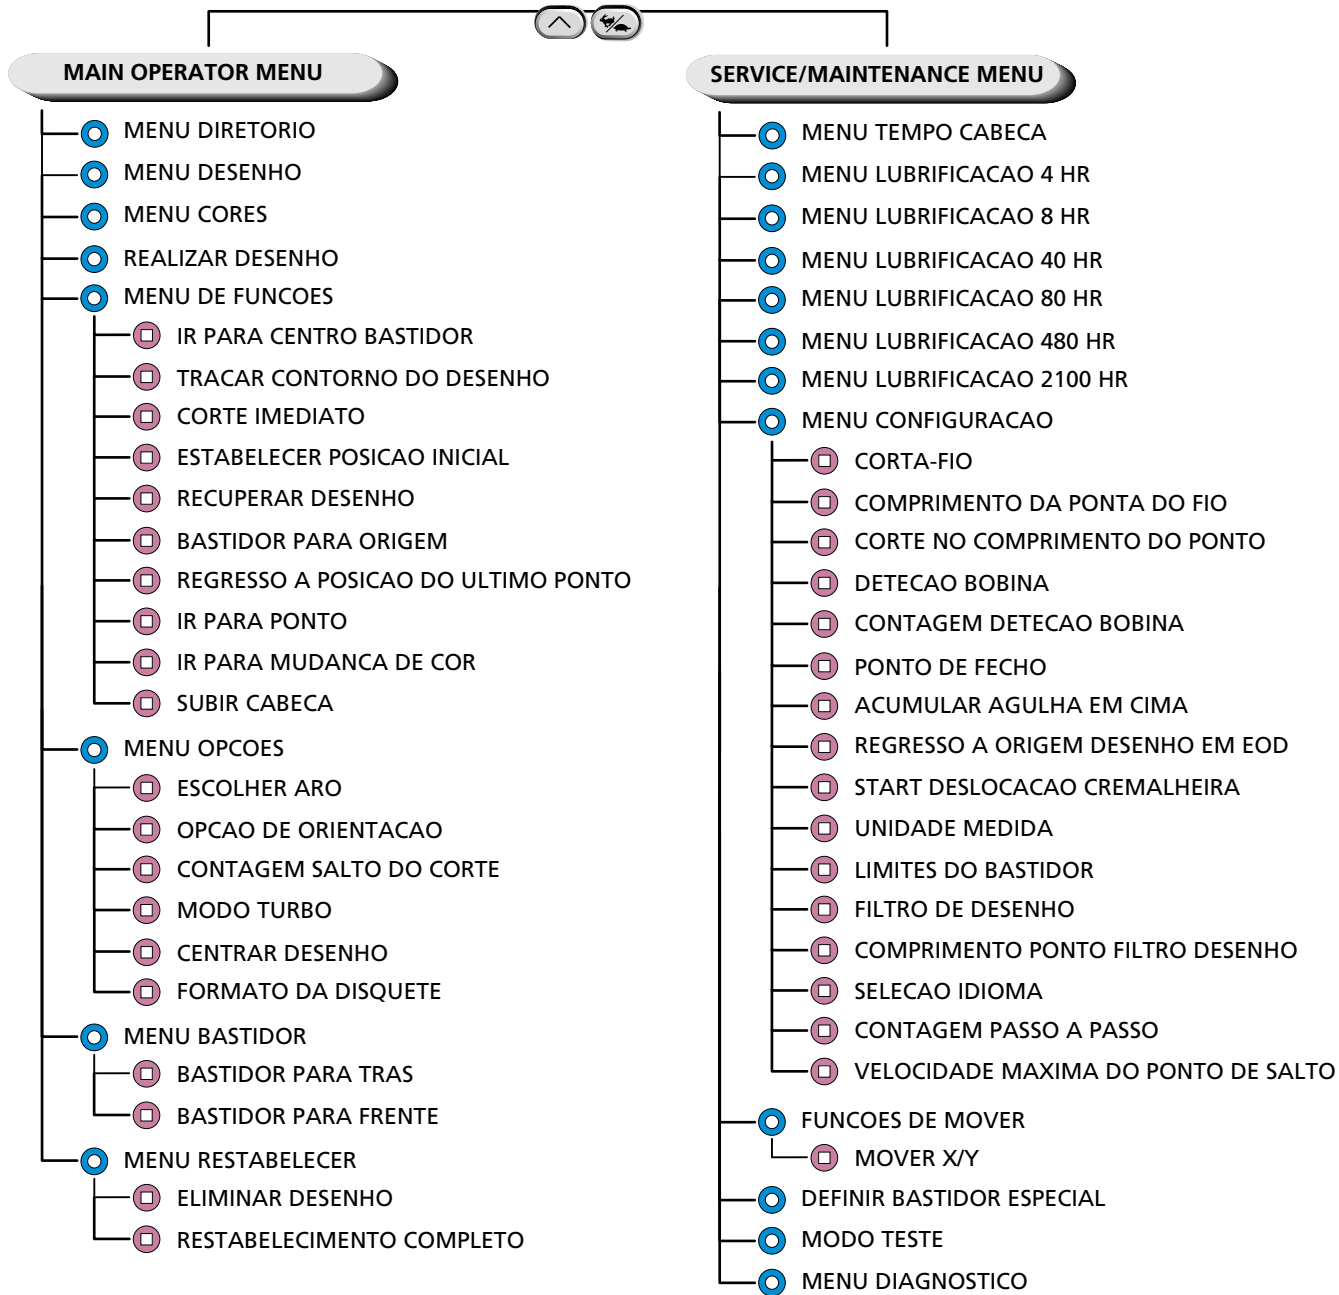 MAIN OPERATOR MENU
MENU DIRETORIO
MENU DESENHO
MENU CORES
REALIZAR DESENHO
MENU DE FUNCOES
IR PARA CENTRO BASTIDOR
TRACAR CONTORNO DO DESENHO
CORTE IMEDIATO
ESTABELECER POSICAO INICIAL
RECUPERAR DESENHO
BASTIDOR PARA ORIGEM
REGRESSO A POSICAO DO ULTIMO PONTO
IR PARA PONTO
IR PARA MUDANCA DE COR
SUBIR CABECA
MENU OPCOES
ESCOLHER ARO
OPCAO DE ORIENTACAO
CONTAGEM SALTO DO CORTE
MODO TURBO
CENTRAR DESENHO
FORMATO DA DISQUETE
MENU BASTIDOR
BASTIDOR PARA TRAS
BASTIDOR PARA FRENTE
MENU RESTABELECER
ELIMINAR DESENHO
RESTABELECIMENTO COMPLETO
SERVICE/MAINTENANCE MENU
MENU TEMPO CABECA
MENU LUBRIFICACAO 4 HR
MENU LUBRIFICACAO 8 HR
MENU LUBRIFICACAO 40 HR
MENU LUBRIFICACAO 80 HR
MENU LUBRIFICACAO 480 HR
MENU LUBRIFICACAO 2100 HR
MENU CONFIGURACAO
CORTA-FIO
COMPRIMENTO DA PONTA DO FIO
CORTE NO COMPRIMENTO DO PONTO
DETECAO BOBINA
CONTAGEM DETECAO BOBINA
PONTO DE FECHO
ACUMULAR AGULHA EM CIMA
REGRESSO A ORIGEM DESENHO EM EOD
START DESLOCACAO CREMALHEIRA
UNIDADE MEDIDA
LIMITES DO BASTIDOR
FILTRO DE DESENHO
COMPRIMENTO PONTO FILTRO DESENHO
SELECAO IDIOMA
CONTAGEM PASSO A PASSO
VELOCIDADE MAXIMA DO PONTO DE SALTO
FUNCOES DE MOVER
MOVER X/Y
DEFINIR BASTIDOR ESPECIAL
MODO TESTE
MENU DIAGNOSTICO